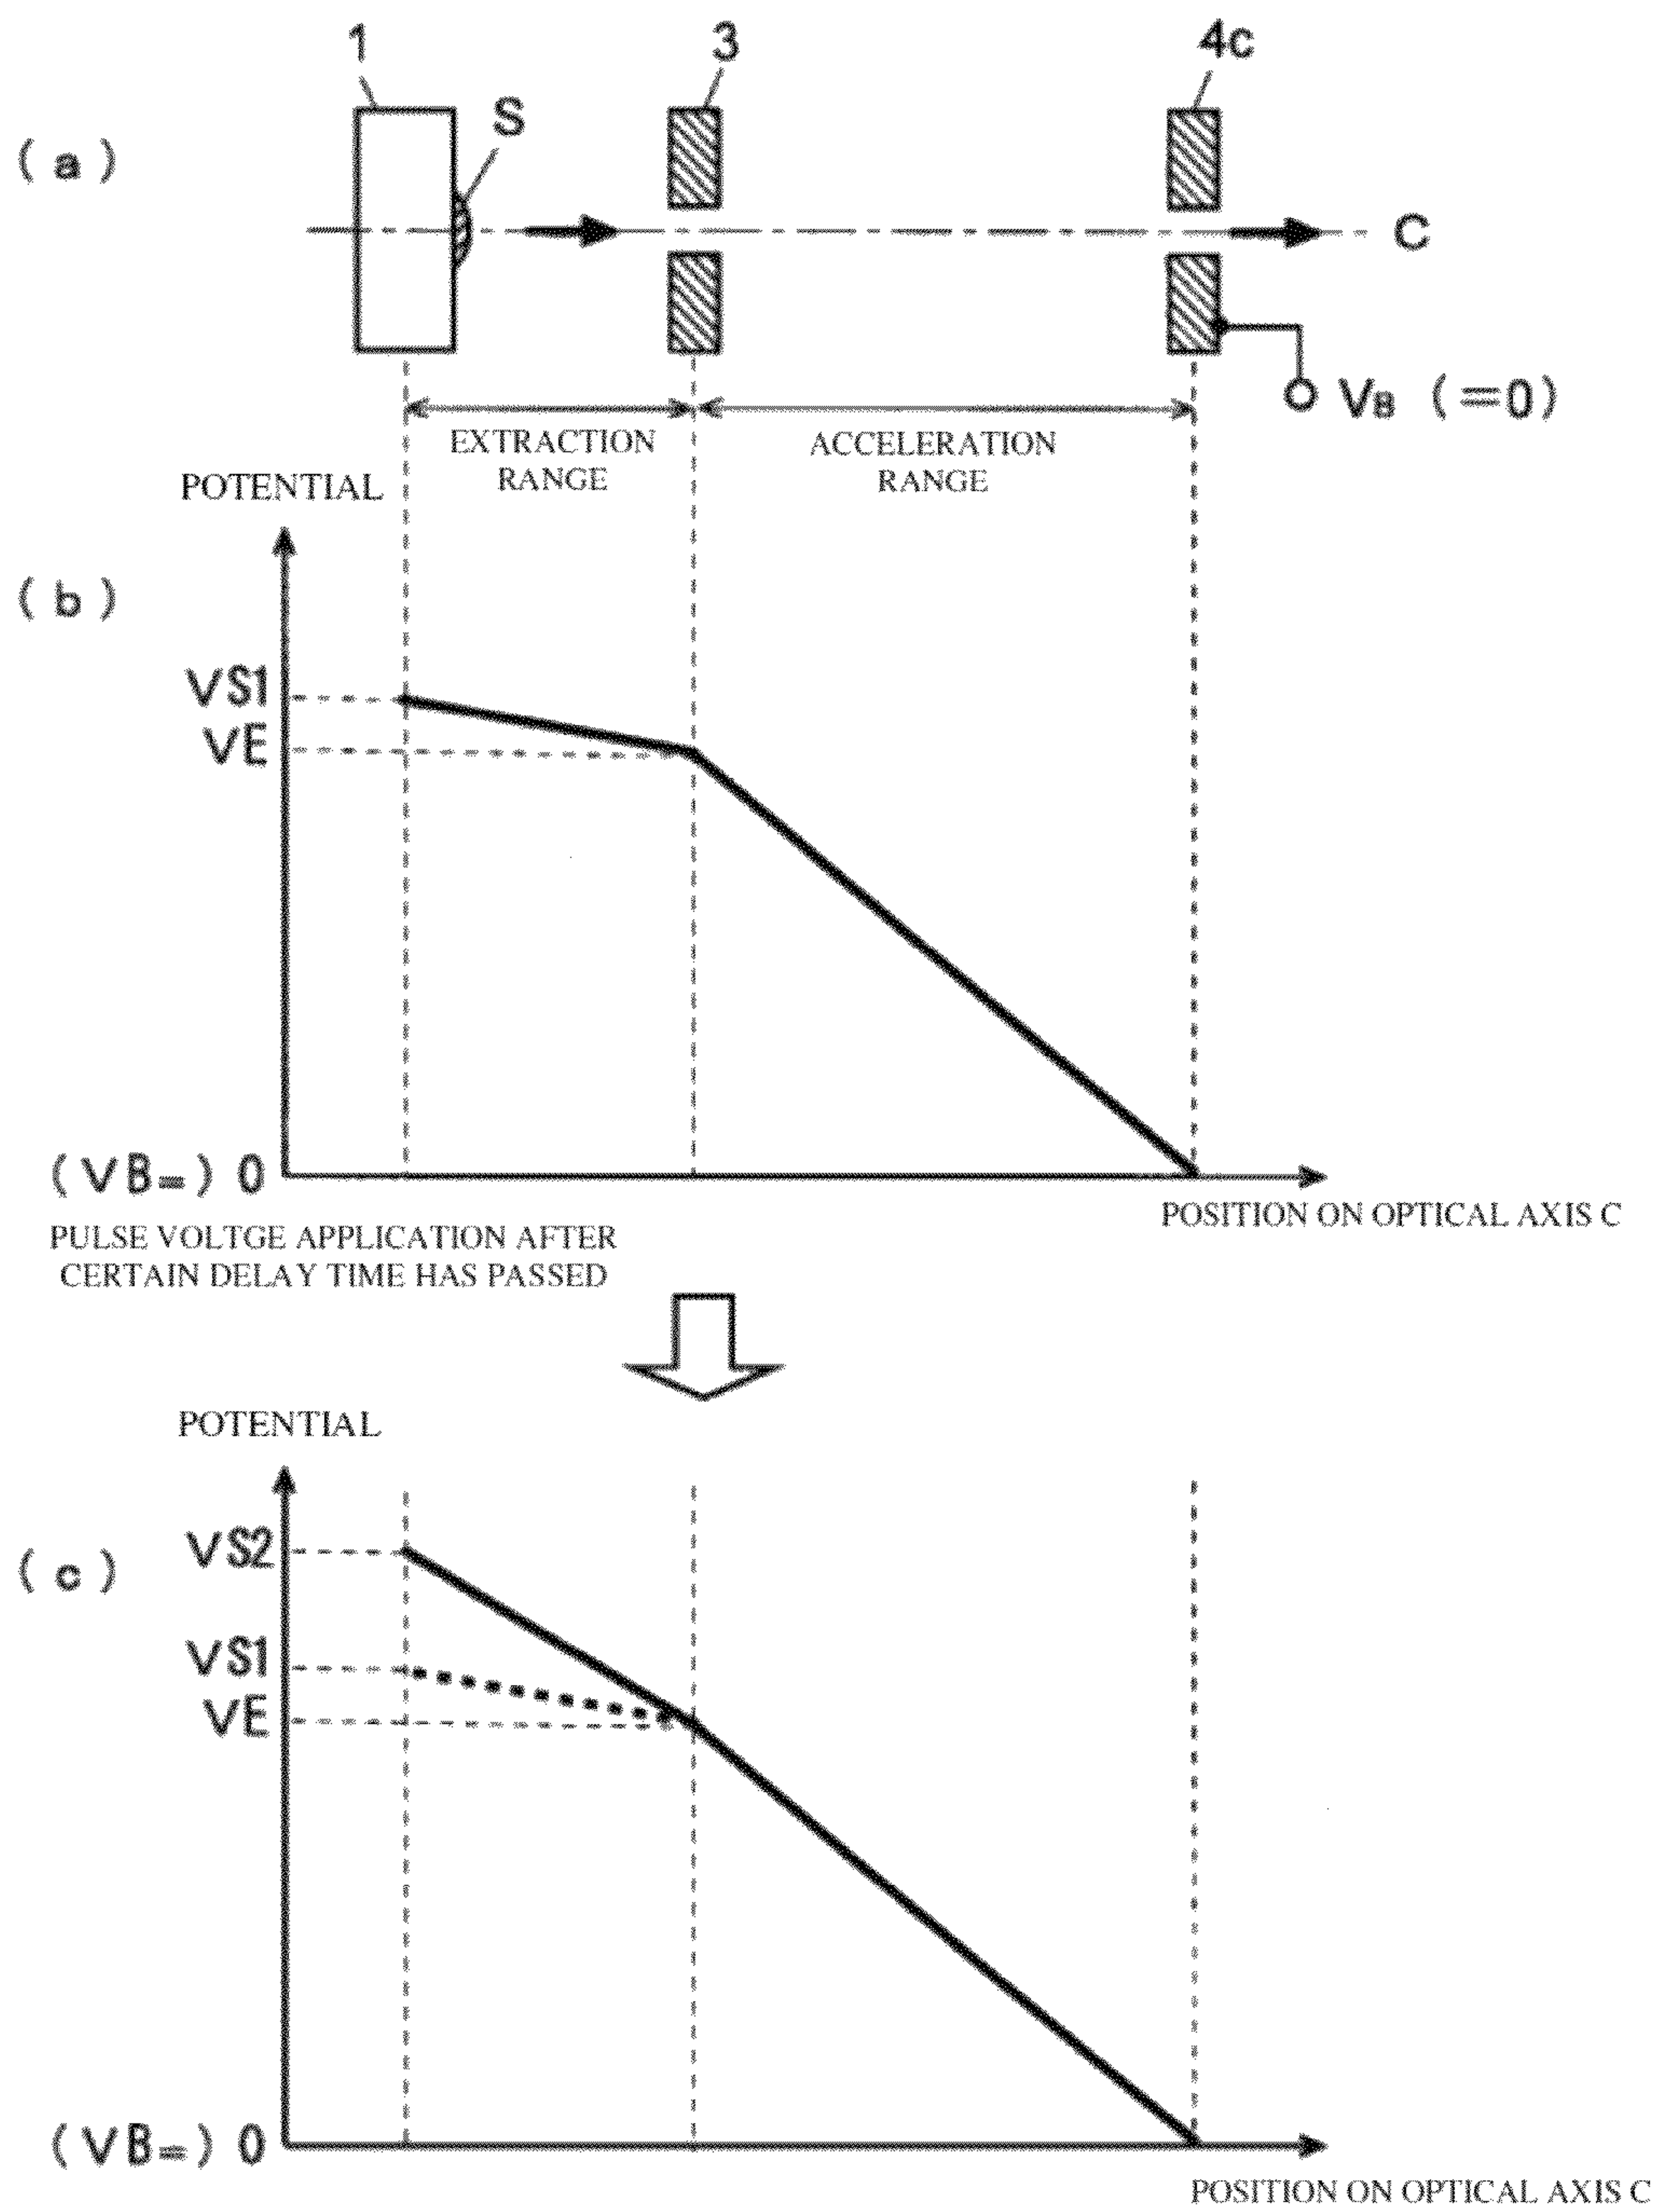 1
3
4c
S
(a)
C
VB (=0)
EXTRACTION
RANGE
ACCELERATION
RANGE
POTENTIAL
(b)
VS1
VE
(VB=) 0
POSITION ON OPTICAL AXIS C
PULSE VOLTGE APPLICATION AFTER
CERTAIN DELAY TIME HAS PASSED
POTENTIAL
(c)
VS2
VS1
VE
(VB=) 0
POSITION ON OPTICAL AXIS C